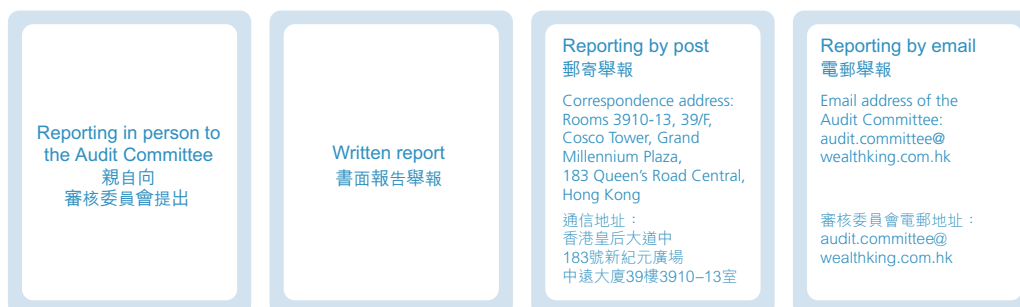 Reporting in person to
the Audit Committee
親自向
審核委員會提出
Written report
書面報告舉報
Reporting by post
郵寄舉報
Correspondence address:
Rooms 3910-13, 39/F,
Cosco Tower, Grand
Millennium Plaza,
183 Queen's Road Central,
Hong Kong
通信地址：
香港皇后大道中
183號新紀元廣場
中遠大廈39樓3910–13室
Reporting by email
電郵舉報
Email address of the
Audit Committee:
audit.committee@
wealthking.com.hk
審核委員會電郵地址：
audit.committee@
wealthking.com.hk